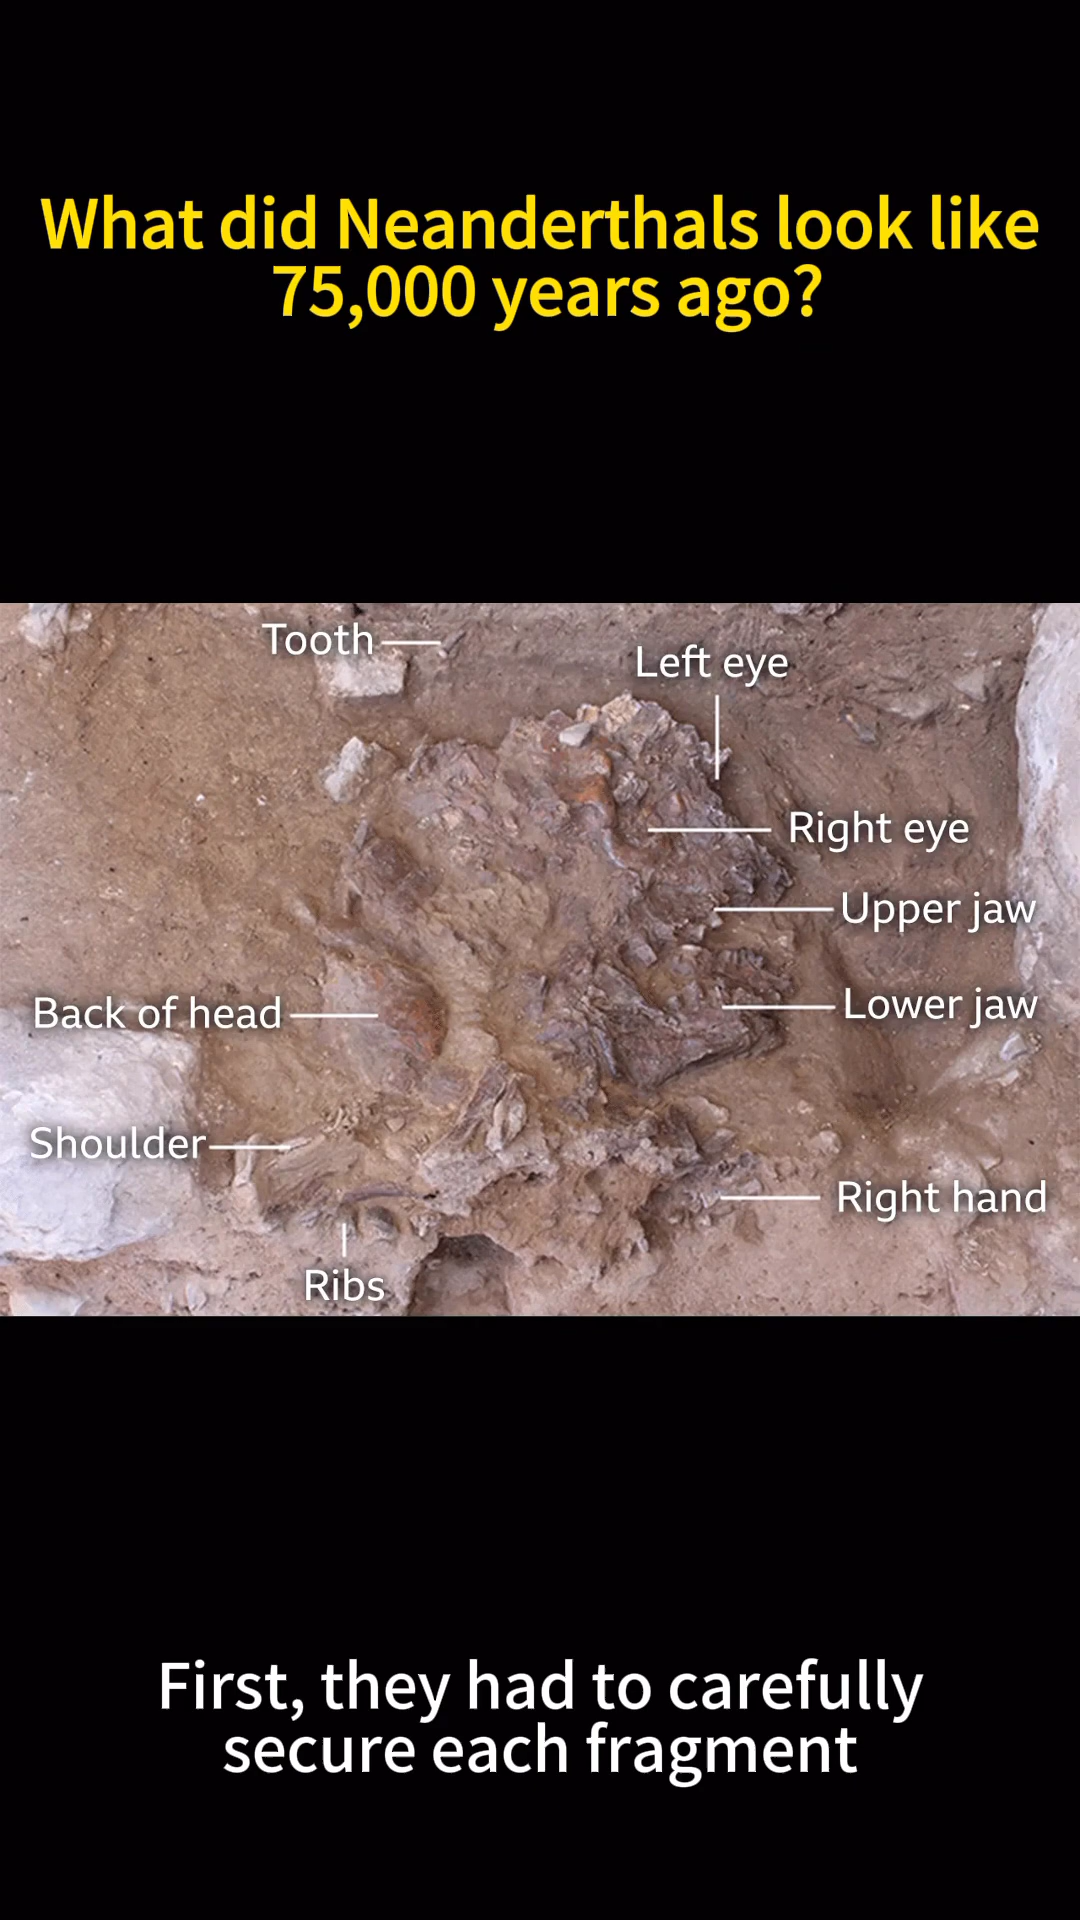 What did Neanderthals look like
75,000 years ago?
Tooth
Left eye
Right eye
Upper jaw
Back of head
Lower jaw
Shoulder
Right hand
Ribs
First, they had to carefully
secure each fragment